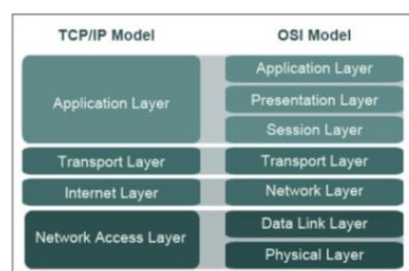 TCP/IP Model OSI Model
Application Layer
Application Layer
Presentation Layer
Session Layer
Transport Layer Transport Layer
Internet Layer Network Layer
Network Access Layer
Data Link Layer
Physical Layer